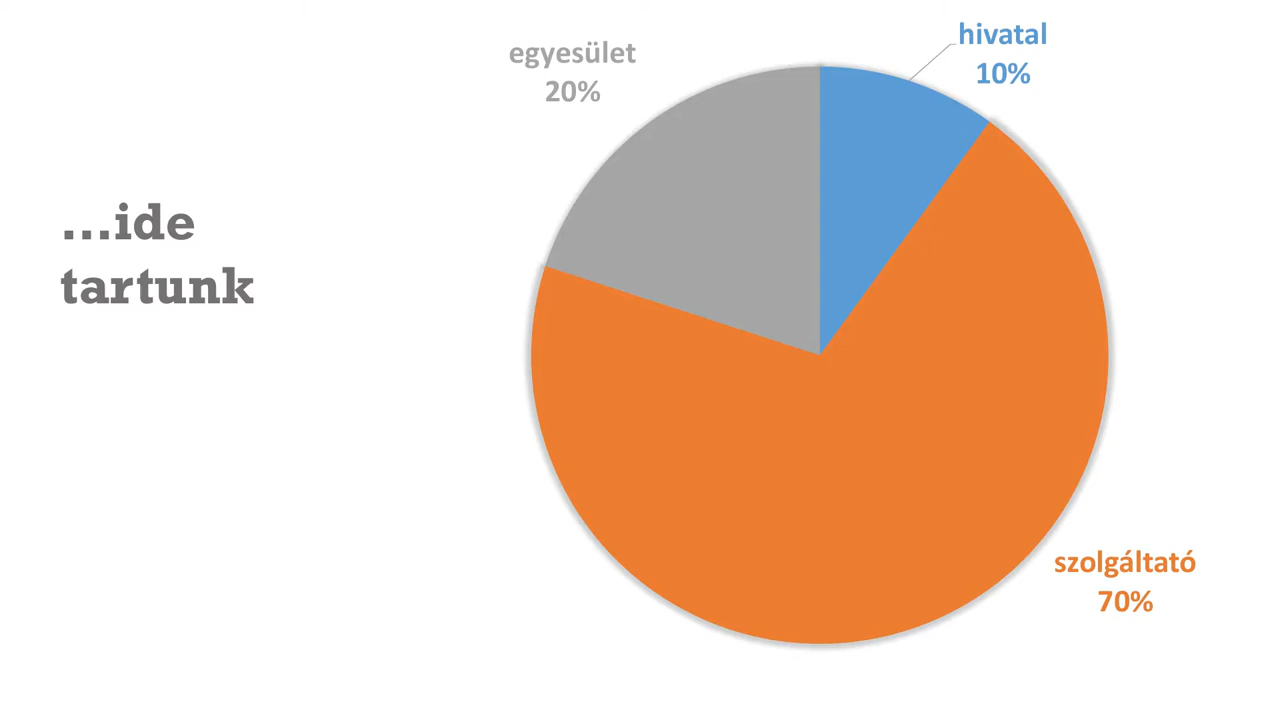 ...ide
tartunk
egyesület
20%
hivatal
10%
szolgáltató
70%